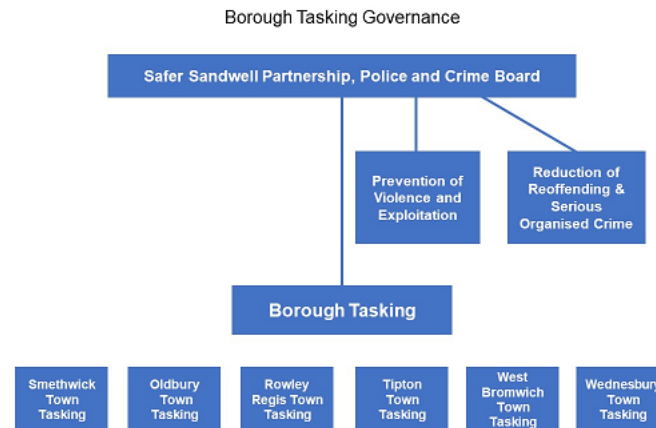 Borough Tasking Governance
Safer Sandwell Partnership, Police and Crime Board
Prevention of
Violence and
Exploitation
Reduction of
Reoffending &
Serious
Organised Crime
Borough Tasking
Smethwick
Town
Tasking
Oldbury
Town
Tasking
Rowley
Regis Town
Tasking
Tipton
Town
Tasking
West
Bromwich
Town
Tasking
Wednesbury
Town
Tasking